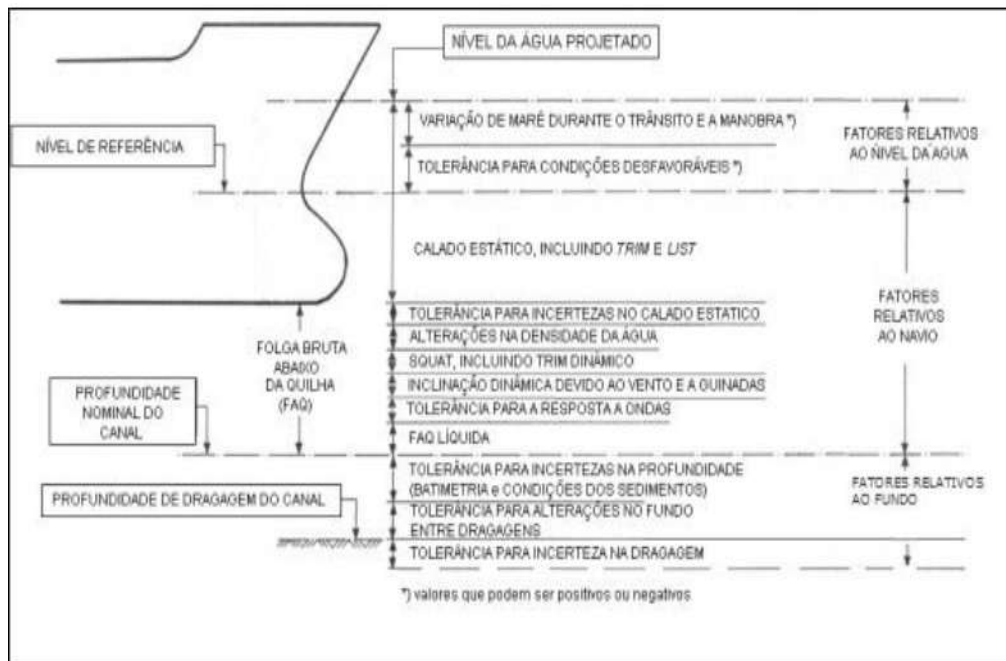 NÍVEL DA ÁGUA PROJETADO
VARIAÇÃO DE MARÉ DURANTE O TRÂNSITO E A MANOBRA *)
FATORES RELATIVOS
AO NÍVEL DA ÁGUA
NÍVEL DE REFERÊNCIA
TOLERÂNCIA PARA CONDIÇÕES DESFAVORÁVEIS *)
CALADO ESTÁTICO, INCLUINDO TRIM E LIST
FATORES
RELATIVOS
AO NAVIO
TOLERÂNCIA PARA INCERTEZAS NO CALADO ESTATICO
ALTERAÇÕES NA DENSIDADE DA ÁGUA
SQUAT, INCLUINDO TRIM DINÂMICO
INCLINAÇÃO DINÂMICA DEVIDO AO VENTO E A GUINADAS
TOLERÂNCIA PARA A RESPOSTA A ONDAS
FAQ LÍQUIDA
FOLGA BRUTA
ABAIXO
DA QUILHA
(FAQ)
PROFUNDIDADE
NOMINAL DO
CANAL
TOLERÂNCIA PARA INCERTEZAS NA PROFUNDIDADE
(BATIMETRIA e CONDIÇÕES DOS SEDIMENTOS)
FATORES RELATIVOS
AO FUNDO
PROFUNDIDADE DE DRAGAGEM DO CANAL
TOLERÂNCIA PARA ALTERAÇÕES NO FUNDO
ENTRE DRAGAGENS
TOLERÂNCIA PARA INCERTEZA NA DRAGAGEM
*) valores que podem ser positivos ou negativos